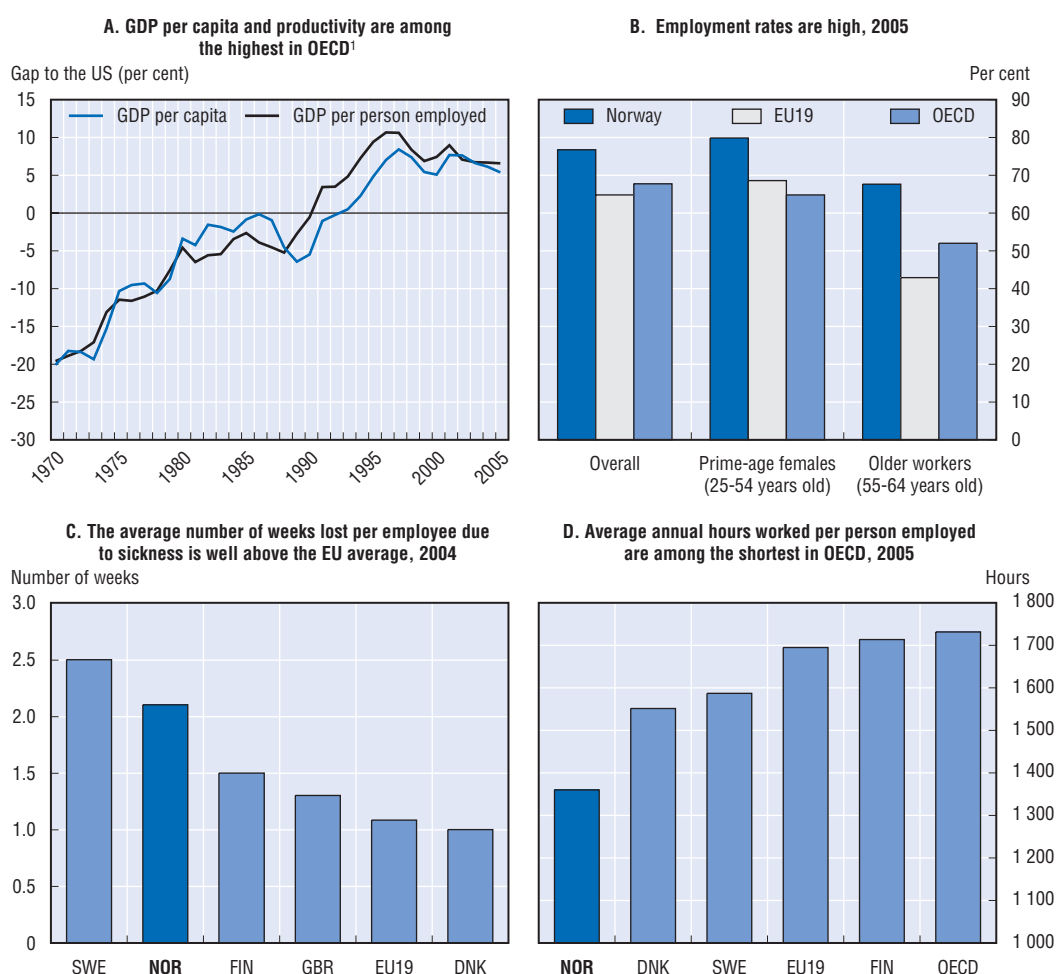 A. GDP per capita and productivity are among
the highest in OECD1
Gap to the US (per cent)
15
10
5
0
-5
-10
-15
-20
-25
-30
GDP per capita
GDP per person employed
1970
1975
1980
1985
1990
1995
2000
2005
B. Employment rates are high, 2005
Per cent
90
80
70
60
50
40
30
20
10
0
Norway
EU19
OECD
Overall
Prime-age females
(25-54 years old)
Older workers
(55-64 years old)
C. The average number of weeks lost per employee due
to sickness is well above the EU average, 2004
Number of weeks
3.0
2.5
2.0
1.5
1.0
0.5
0
SWE
NOR
FIN
GBR
EU19
DNK
D. Average annual hours worked per person employed
are among the shortest in OECD, 2005
Hours
1 800
1 700
1 600
1 500
1 400
1 300
1 200
1 100
1 000
NOR
DNK
SWE
EU19
FIN
OECD